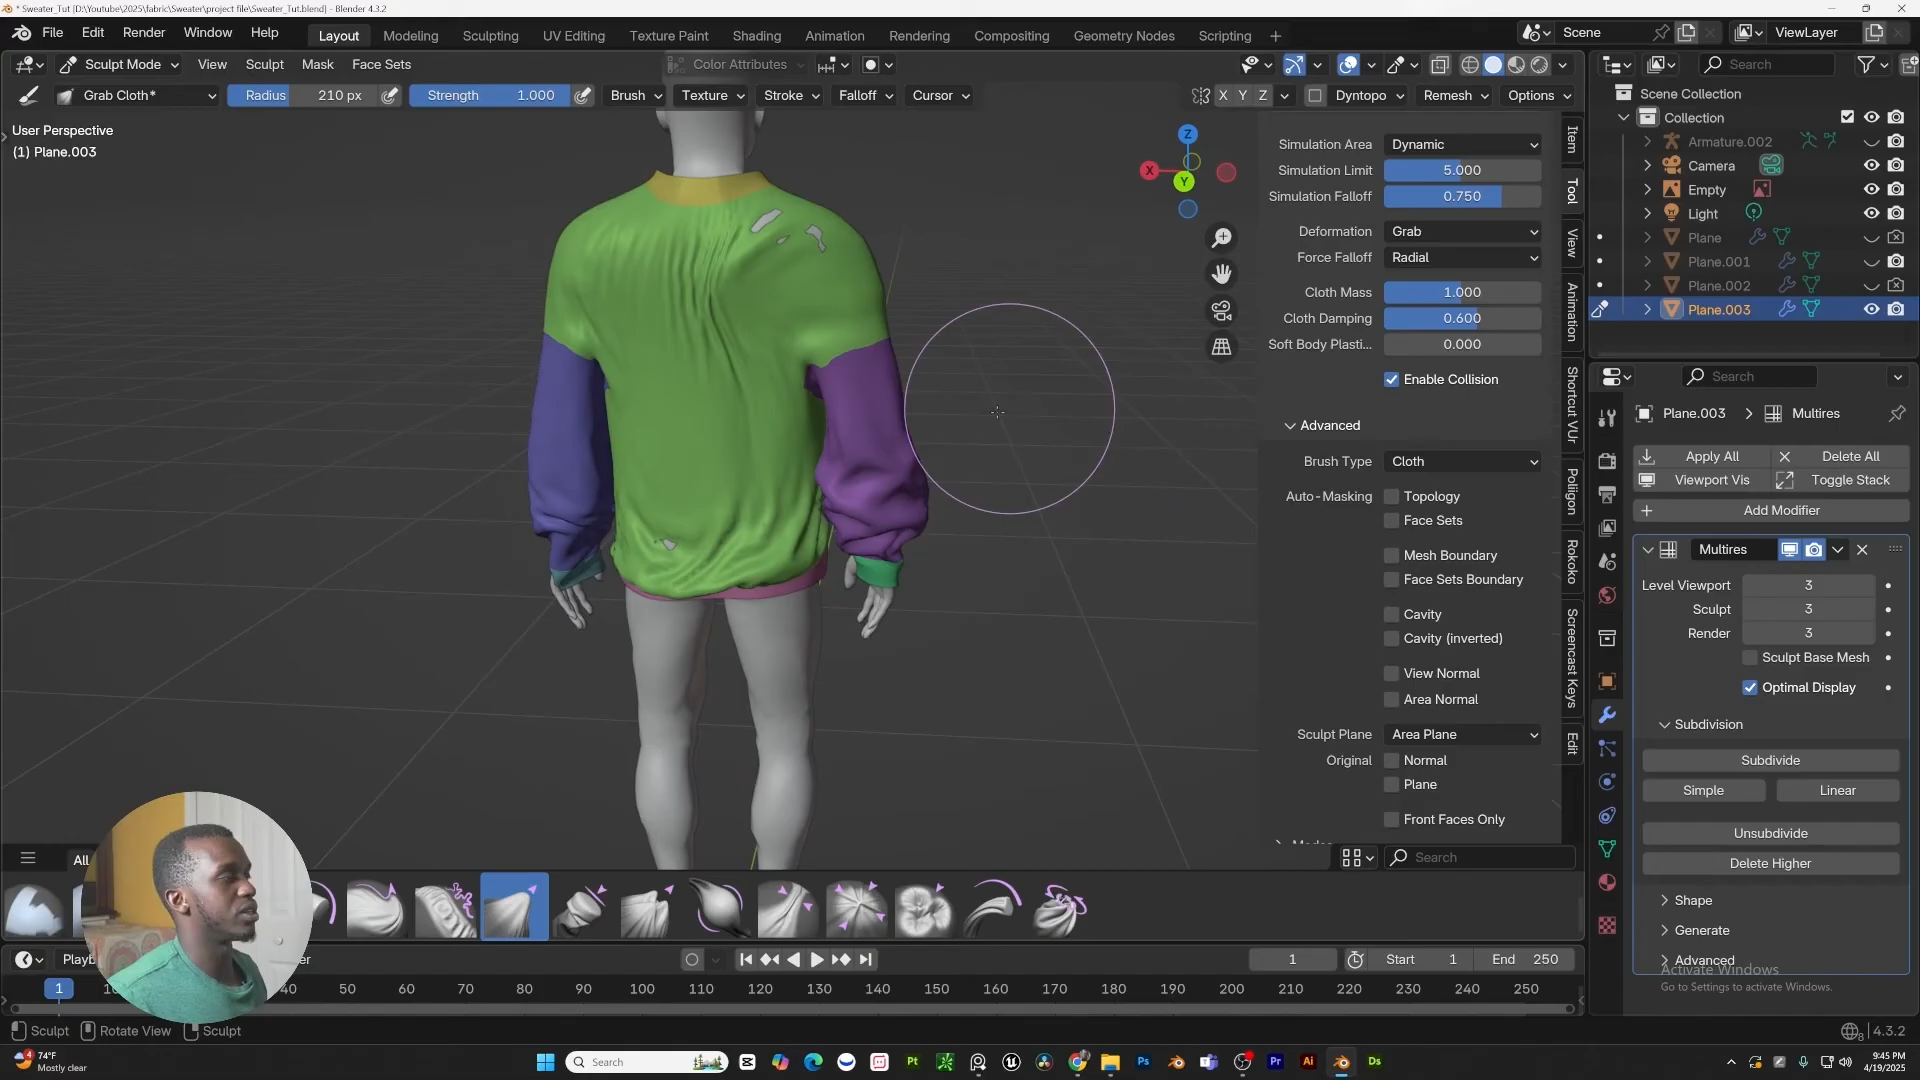 * Sweater_Tut [D:\Youtube\2025\fabric\Sweater\project file\Sweater_Tut.blend] - Blender 4.3.2
File Edit Render Window Help Layout Modeling Sculpting UV Editing Texture Paint Shading Animation Rendering Compositing Geometry Nodes Scripting Scene ViewLayer
Sculpt Mode View Sculpt Mask Face Sets Color Attributes Search
Grab Cloth* Radius 210 px Strength 1.000 Brush Texture Stroke Falloff Cursor X Y Z Dyntopo Remesh Options
User Perspective
(1) Plane.003
Z
X
Y
Simulation Area Dynamic
Simulation Limit 5.000
Simulation Falloff 0.750
Deformation Grab
Force Falloff Radial
Cloth Mass 1.000
Cloth Damping 0.600
Soft Body Plasti... 0.000
Enable Collision
Advanced
Brush Type Cloth
Auto-Masking Topology
Face Sets
Mesh Boundary
Face Sets Boundary
Cavity
Cavity (inverted)
View Normal
Area Normal
Sculpt Plane Area Plane
Original Normal
Plane
Front Faces Only
Item
Tool
View
Animation
Shortcut VUr
Poliigon
Rokoko
Screencast Keys
Edit
Scene Collection
Collection
Armature.002
Camera
Empty
Light
Plane
Plane.001
Plane.002
Plane.003
Search
Plane.003 Multires
Apply All Delete All
Viewport Vis Toggle Stack
Add Modifier
Multires
Level Viewport 3
Sculpt 3
Render 3
Sculpt Base Mesh
Optimal Display
Subdivision
Subdivide
Simple Linear
Unsubdivide
Delete Higher
Shape
Generate
Advanced
Activate Windows
Go to Settings to activate Windows.
All Search
Playb er 1 Start 1 End 250
1 40 50 60 70 80 90 100 110 120 130 140 150 160 170 180 190 200 210 220 230 240 250
Sculpt Rotate View Sculpt 4.3.2
4 74°F
Mostly clear
Search
Pt Ps Pr Ai Ds
9:45 PM
4/19/2025